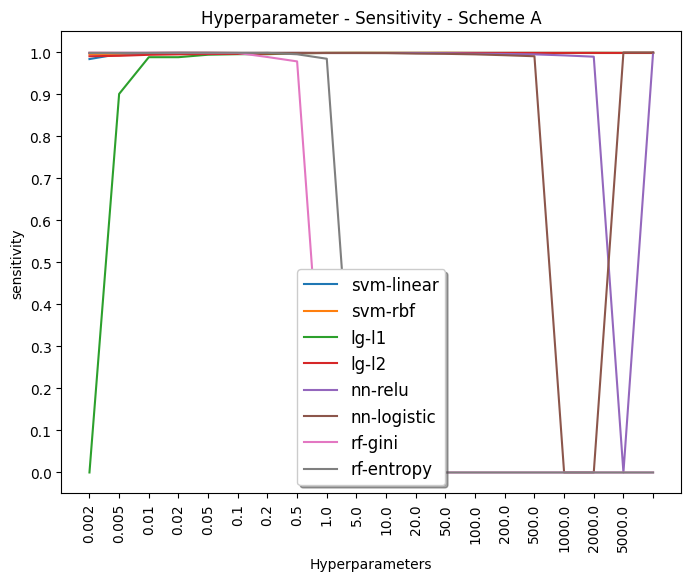 Hyperparameter - Sensitivity - Scheme A
1.0
0.9
0.8
0.7
0.6
0.5
0.4
0.3
0.2
0.1
0.0
sensitivity
svm-linear
svm-rbf
lg-l1
lg-l2
nn-relu
nn-logistic
rf-gini
rf-entropy
0.002
0.005
0.01
0.02
0.05
0.1
0.2
0.5
1.0
5.0
10.0
20.0
50.0
100.0
200.0
500.0
1000.0
2000.0
5000.0
Hyperparameters